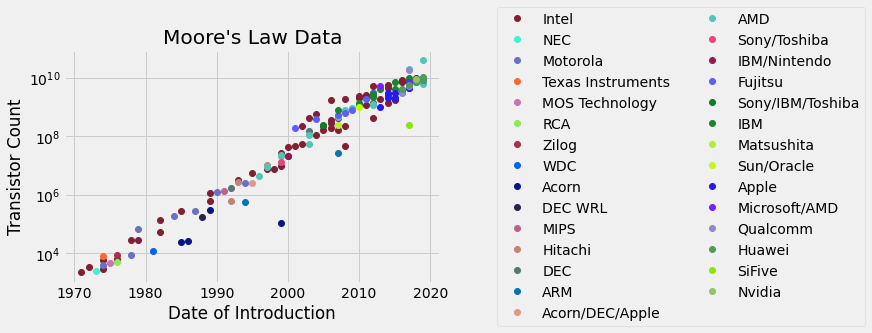 Moore's Law Data
Transistor Count
10^10
10^8
10^6
10^4
1970 1980 1990 2000 2010 2020
Date of Introduction
Intel
NEC
Motorola
Texas Instruments
MOS Technology
RCA
Zilog
WDC
Acorn
DEC WRL
MIPS
Hitachi
DEC
ARM
Acorn/DEC/Apple
AMD
Sony/Toshiba
IBM/Nintendo
Fujitsu
Sony/IBM/Toshiba
IBM
Matsushita
Sun/Oracle
Apple
Microsoft/AMD
Qualcomm
Huawei
SiFive
Nvidia